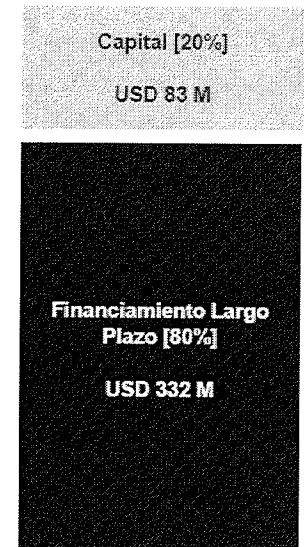 Capital [20%]
USD 83 M
Financiamiento Largo
Plazo [80%]
USD 332 M